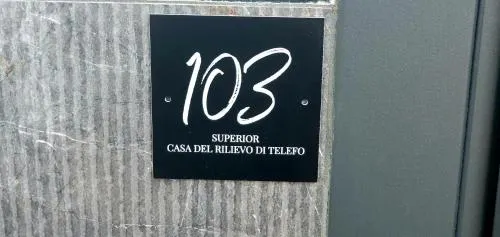 103
SUPERIOR
CASA DEL RILIEVO DI TELEFO